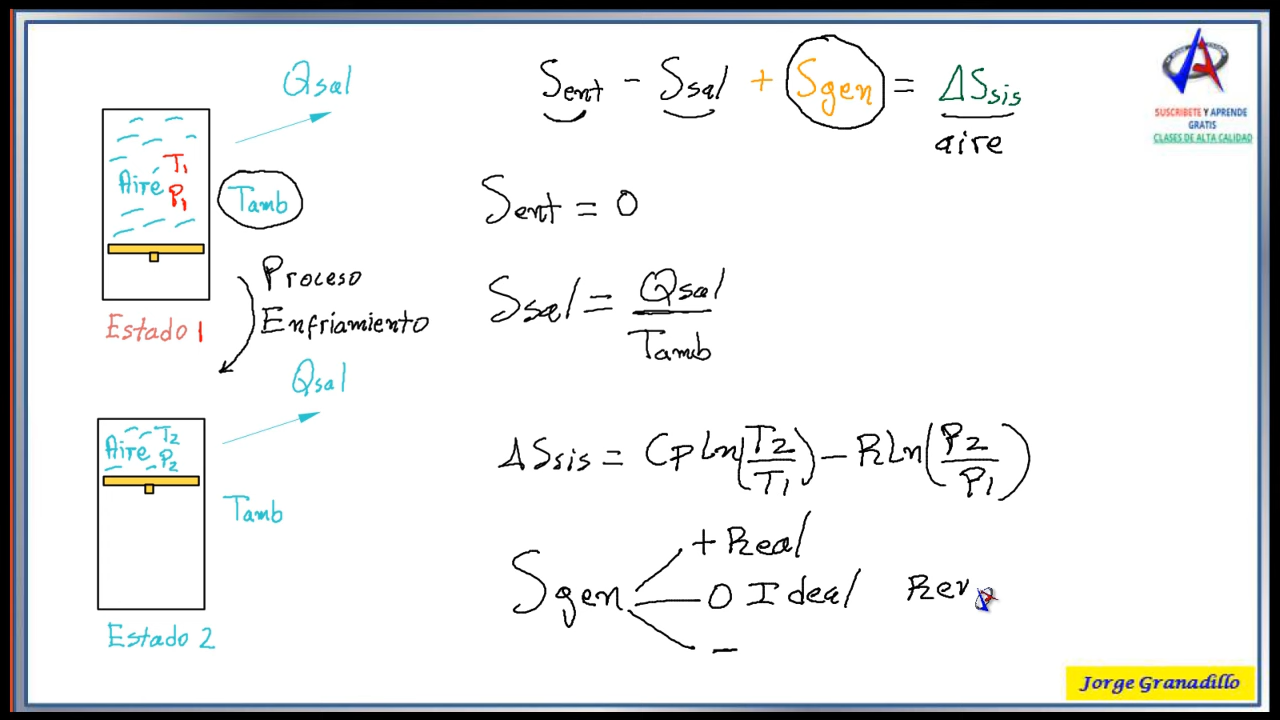 Qsal
Sent - Ssal + Sgen = ΔSsis
aire
SUSCRIBETE Y APRENDE
GRATIS
CLASES DE ALTA CALIDAD
Aire T1
P1
Tamb
Sent = 0
Proceso
Enfriamiento
Estado 1
Ssal = Qsal
Tamb
Qsal
Aire T2
P2
Tamb
Estado 2
ΔSsis = Cp Ln(T2/T1) - R Ln(P2/P1)
Sgen + Real
0 Ideal Rev
-
Jorge Granadillo